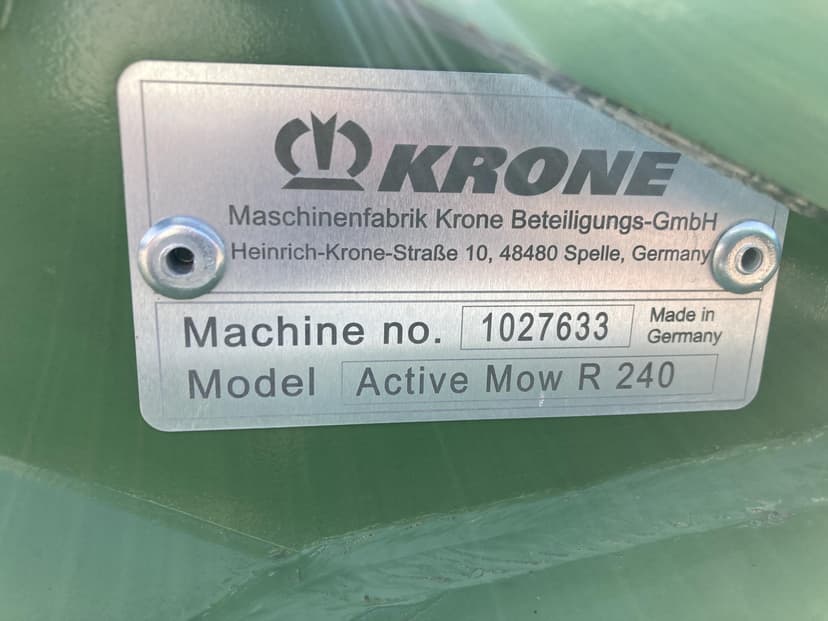 KRONE
Maschinenfabrik Krone Beteiligungs-GmbH
Heinrich-Krone-Straße 10, 48480 Spelle, Germany
Machine no. 1027633 Made in Germany
Model Active Mow R 240